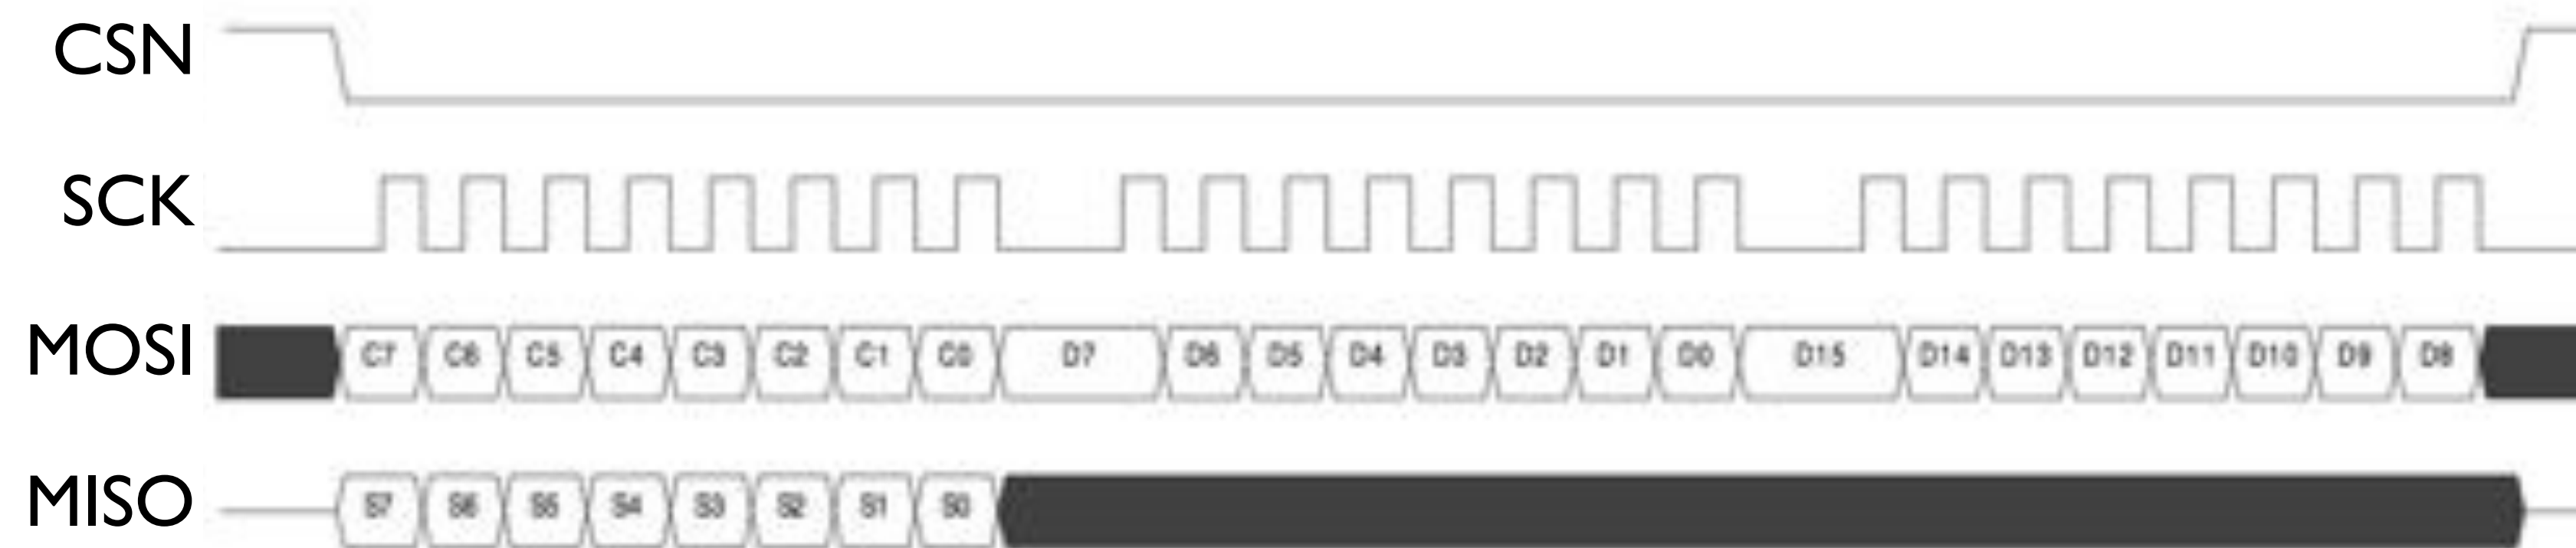 CSN
SCK
MOSI C7 C6 C5 C4 C3 C2 C1 C0 D7 D6 D5 D4 D3 D2 D1 D0 D15 D14 D13 D12 D11 D10 D9 D8
MISO S7 S6 S5 S4 S3 S2 S1 S0